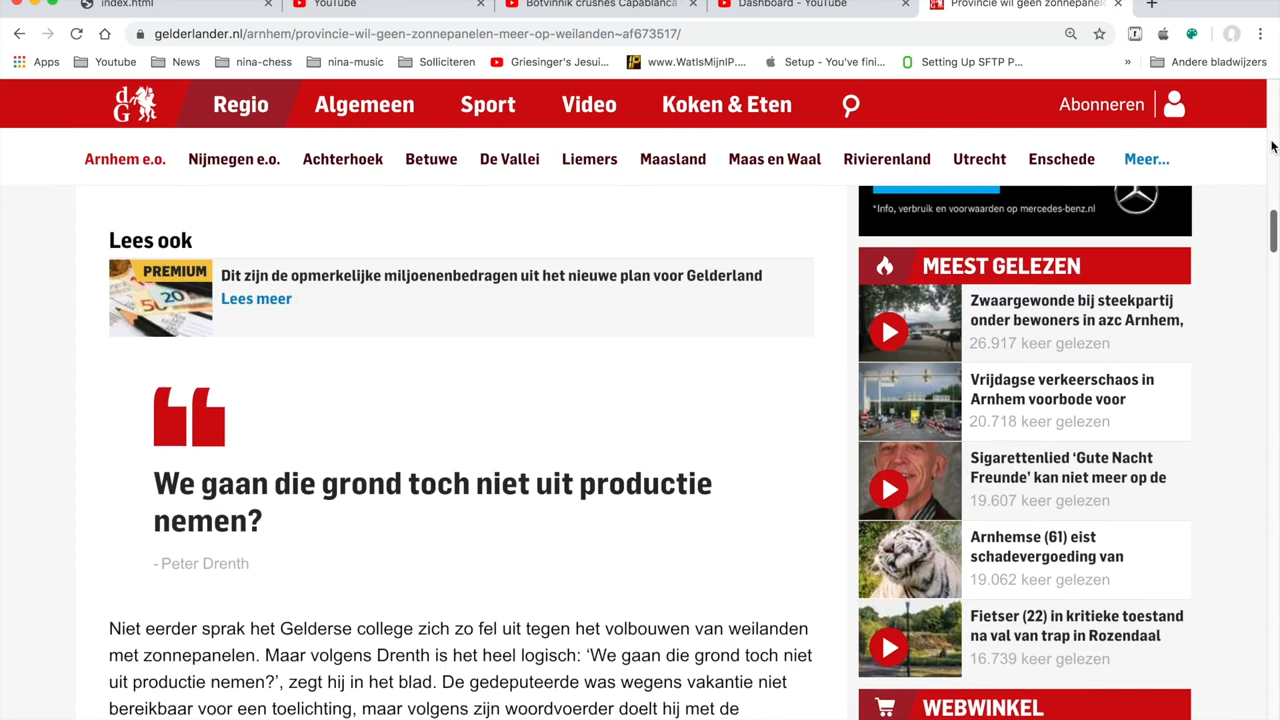 index.html
YouTube
Botvinnik crushes Capablanca
Dashboard - YouTube
Provincie wil geen zonnepanelen
gelderlander.nl/arnhem/provincie-wil-geen-zonnepanelen-meer-op-weilanden~af673517/
Apps
Youtube
News
nina-chess
nina-music
Solliciteren
Griesinger's Jesui...
www.WatIsMijnIP....
Setup - You've fini...
Setting Up SFTP P...
»
Andere bladwijzers
dG
Regio
Algemeen
Sport
Video
Koken & Eten
Abonneren
Arnhem e.o.
Nijmegen e.o.
Achterhoek
Betuwe
De Vallei
Liemers
Maasland
Maas en Waal
Rivierenland
Utrecht
Enschede
Meer...
Lees ook
PREMIUM
Dit zijn de opmerkelijke miljoenenbedragen uit het nieuwe plan voor Gelderland
Lees meer
We gaan die grond toch niet uit productie
nemen?
- Peter Drenth
Niet eerder sprak het Gelderse college zich zo fel uit tegen het volbouwen van weilanden
met zonnepanelen. Maar volgens Drenth is het heel logisch: ‘We gaan die grond toch niet
uit productie nemen?’, zegt hij in het blad. De gedeputeerde was wegens vakantie niet
bereikbaar voor een toelichting, maar volgens zijn woordvoerder doelt hij met de
*Info, verbruik en voorwaarden op mercedes-benz.nl
MEEST GELEZEN
Zwaargewonde bij steekpartij
onder bewoners in azc Arnhem,
26.917 keer gelezen
Vrijdagse verkeerschaos in
Arnhem voorbode voor
20.718 keer gelezen
Sigarettenlied ‘Gute Nacht
Freunde’ kan niet meer op de
19.607 keer gelezen
Arnhemse (61) eist
schadevergoeding van
19.062 keer gelezen
Fietser (22) in kritieke toestand
na val van trap in Rozendaal
16.739 keer gelezen
WEBWINKEL